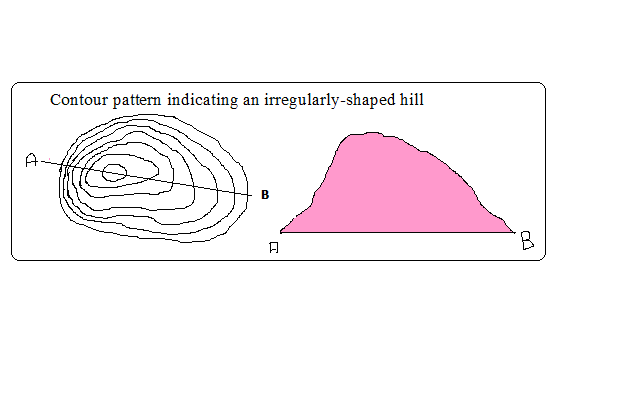 Contour pattern indicating an irregularly-shaped hill
A
B
A
B